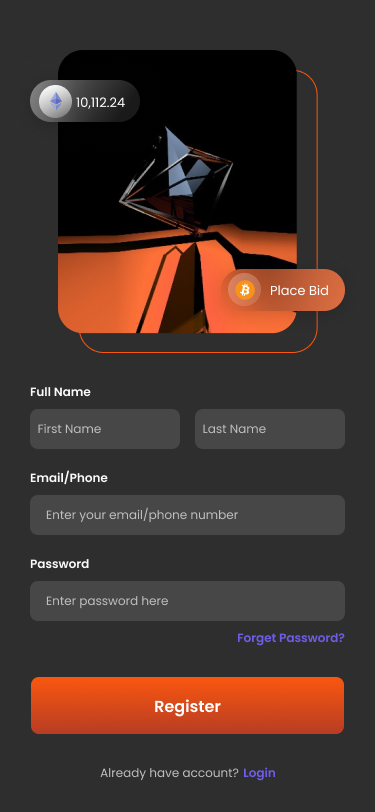 10,112.24
Place Bid
Full Name
First Name
Last Name
Email/Phone
Enter your email/phone number
Password
Enter password here
Forget Password?
Register
Already have account? Login